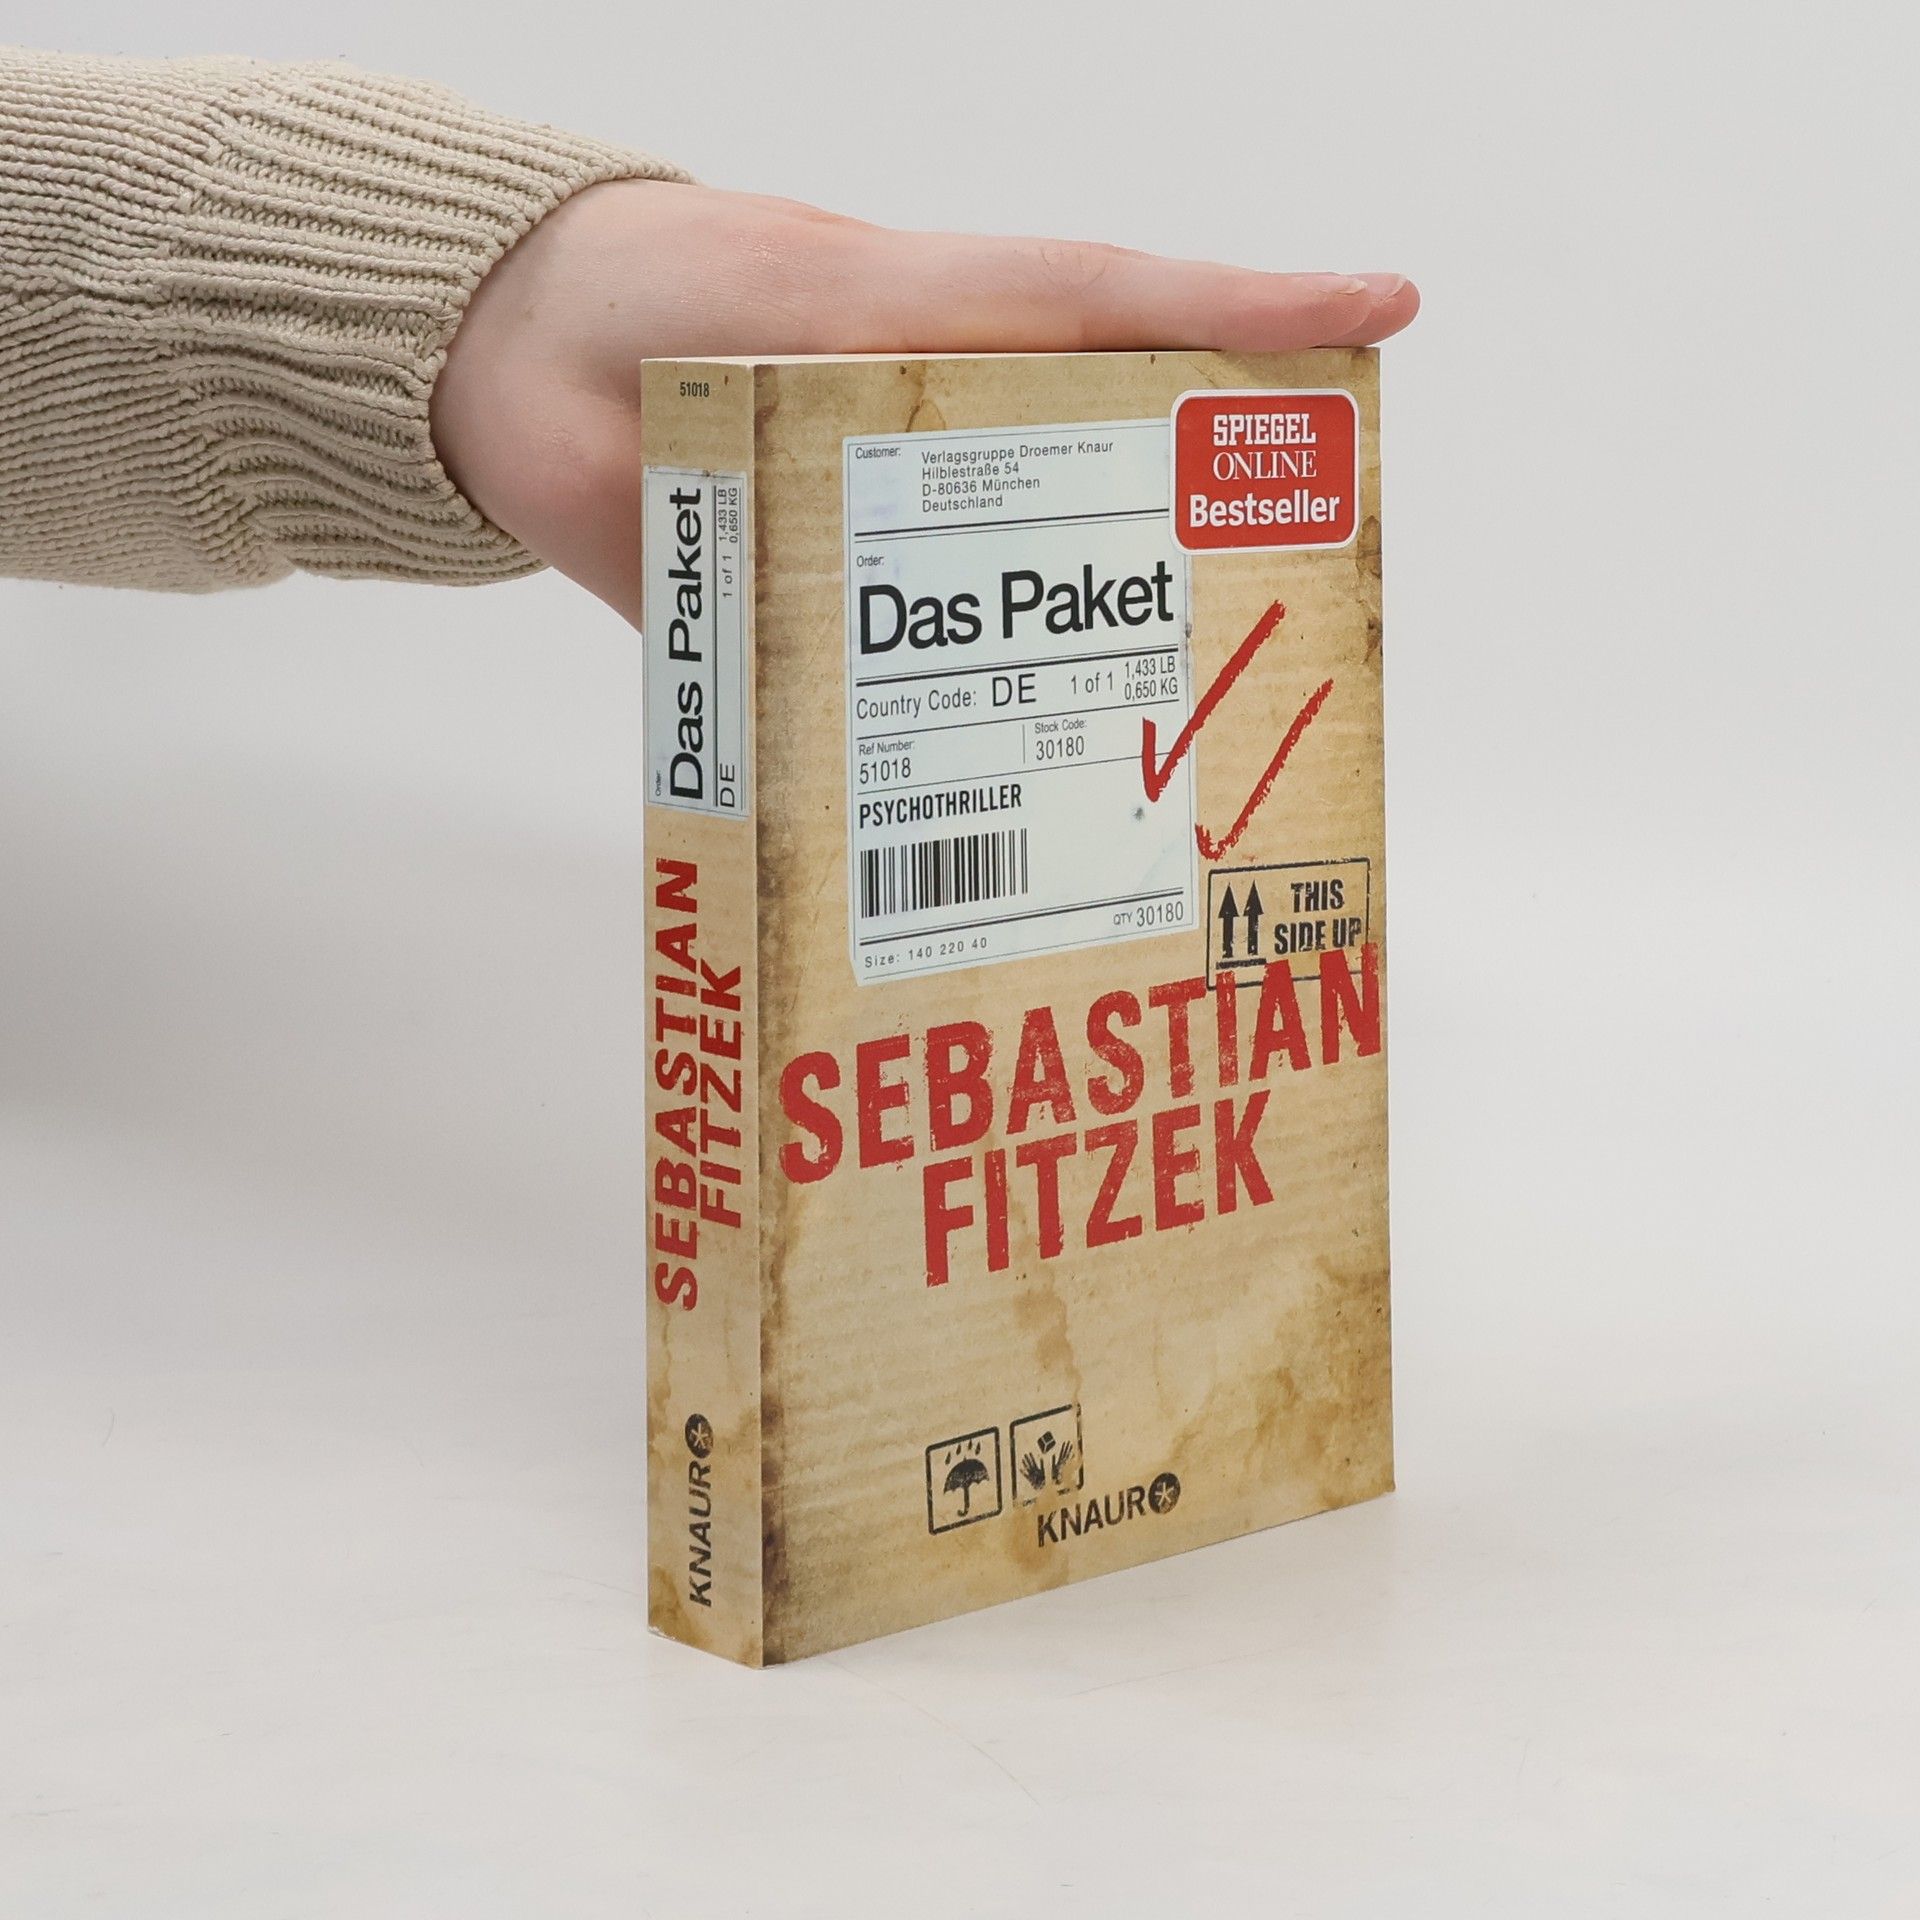 51018
Order:
Das Paket
DE
1 of 1
1,433 LB
0,650 KG
SEBASTIAN
FITZEK
KNAUR
Customer:
Verlagsgruppe Droemer Knaur
Hilblestraße 54
D-80636 München
Deutschland
SPIEGEL
ONLINE
Bestseller
Order:
Das Paket
Country Code: DE
1 of 1
1,433 LB
0,650 KG
Ref Number:
51018
Stock Code:
30180
PSYCHOTHRILLER
QTY 30180
Size: 140 220 40
THIS
SIDE UP
SEBASTIAN
FITZEK
KNAUR